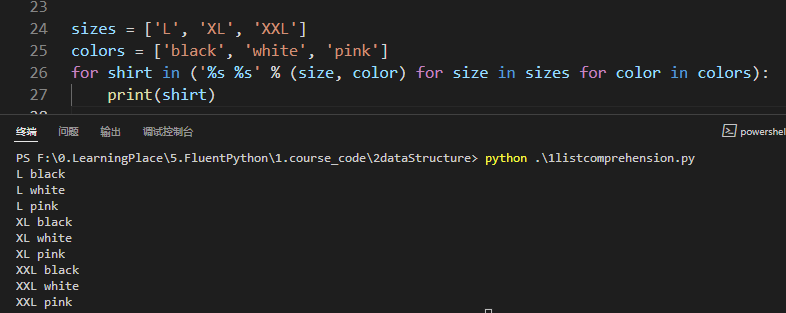 23
24 sizes = ['L', 'XL', 'XXL']
25 colors = ['black', 'white', 'pink']
26 for shirt in ('%s %s' % (size, color) for size in sizes for color in colors):
27     print(shirt)
28
终端 问题 输出 调试控制台 powershel
PS F:\0.LearningPlace\5.FluentPython\1.course_code\2dataStructure> python .\1listcomprehension.py
L black
L white
L pink
XL black
XL white
XL pink
XXL black
XXL white
XXL pink